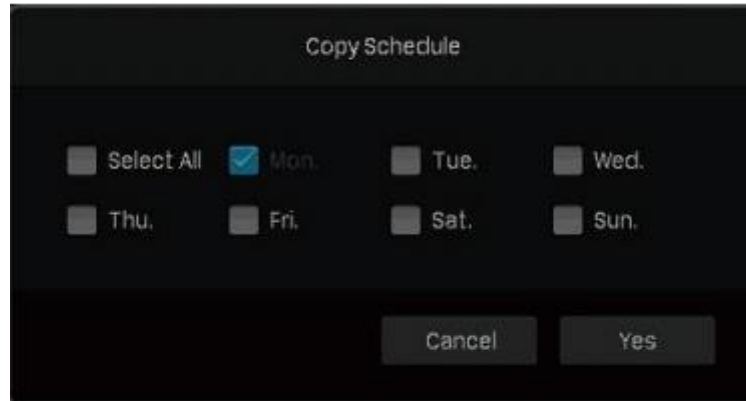 Copy Schedule
Select All Mon. Tue. Wed.
Thu. Fri. Sat. Sun.
Cancel Yes